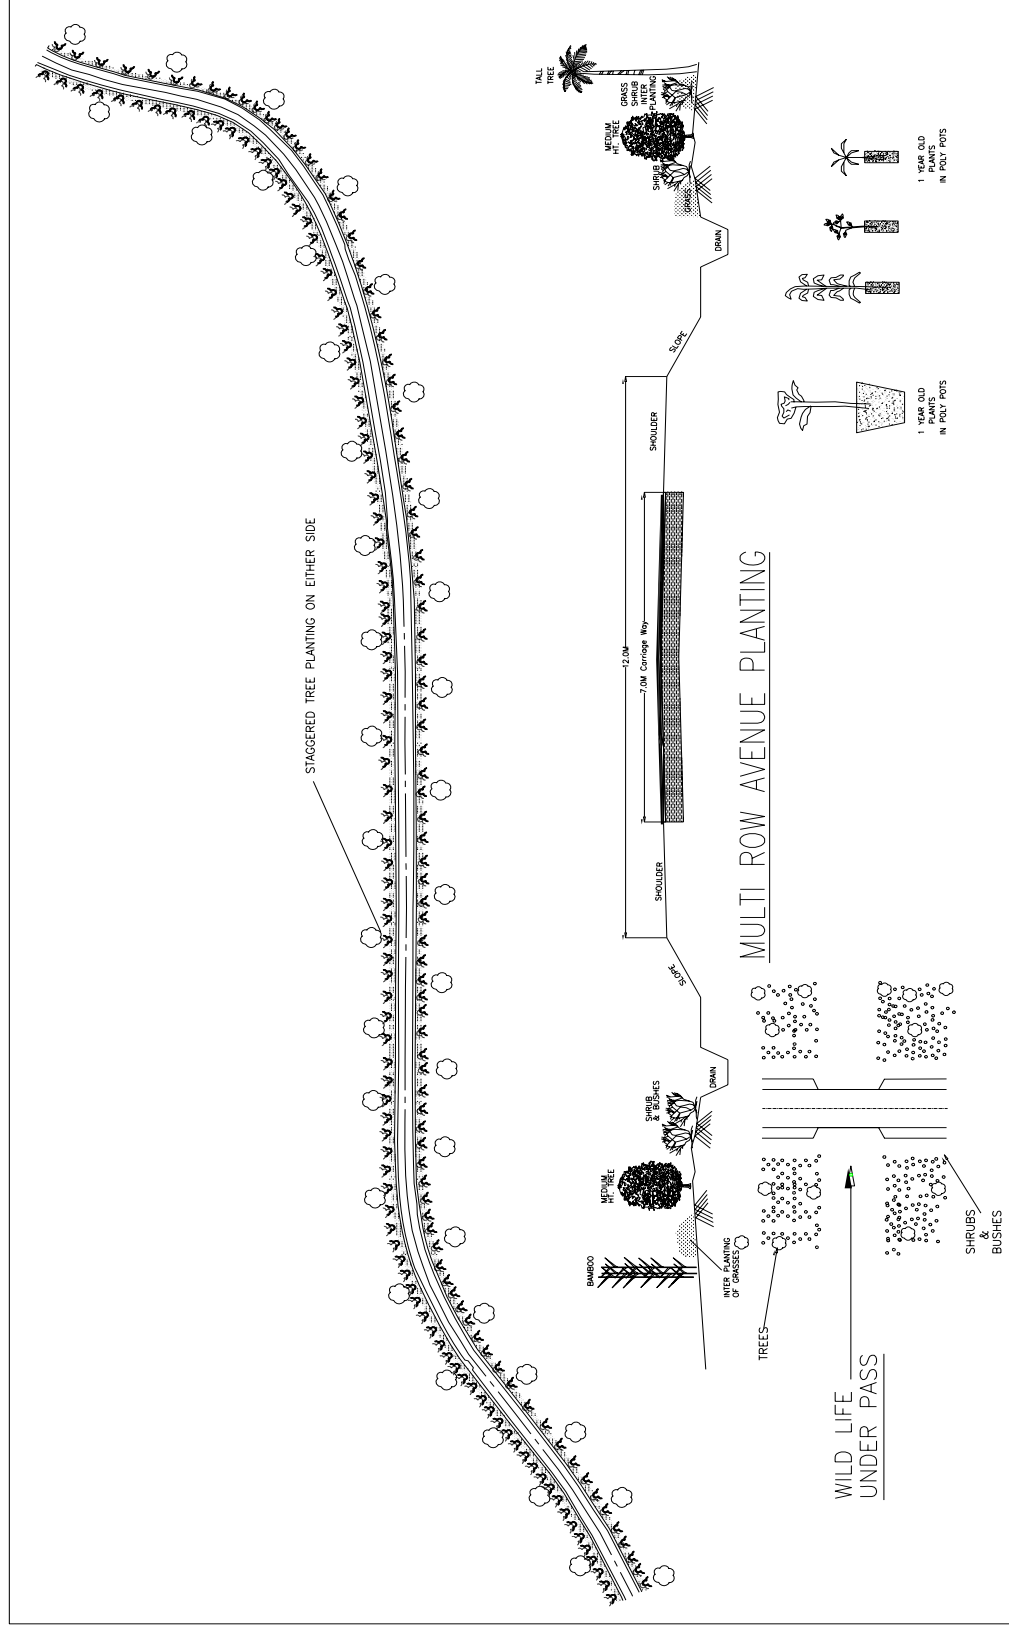 STAGGERED TREE PLANTING ON EITHER SIDE
BAMBOO
MEDIUM
HT. TREE
SHRUB
& BUSHES
INTER PLANTING
OF GRASSES
DRAIN
SLOPE
SHOULDER
12.0M
7.0M Carriage Way
SHOULDER
SLOPE
DRAIN
GRASS
SHRUB
MEDIUM
HT. TREE
GRASS
SHRUB
INTER
PLANTING
TALL
TREE
MULTI ROW AVENUE PLANTING
1 YEAR OLD
PLANTS
IN POLY POTS
1 YEAR OLD
PLANTS
IN POLY POTS
TREES
WILD LIFE
UNDER PASS
SHRUBS
&
BUSHES